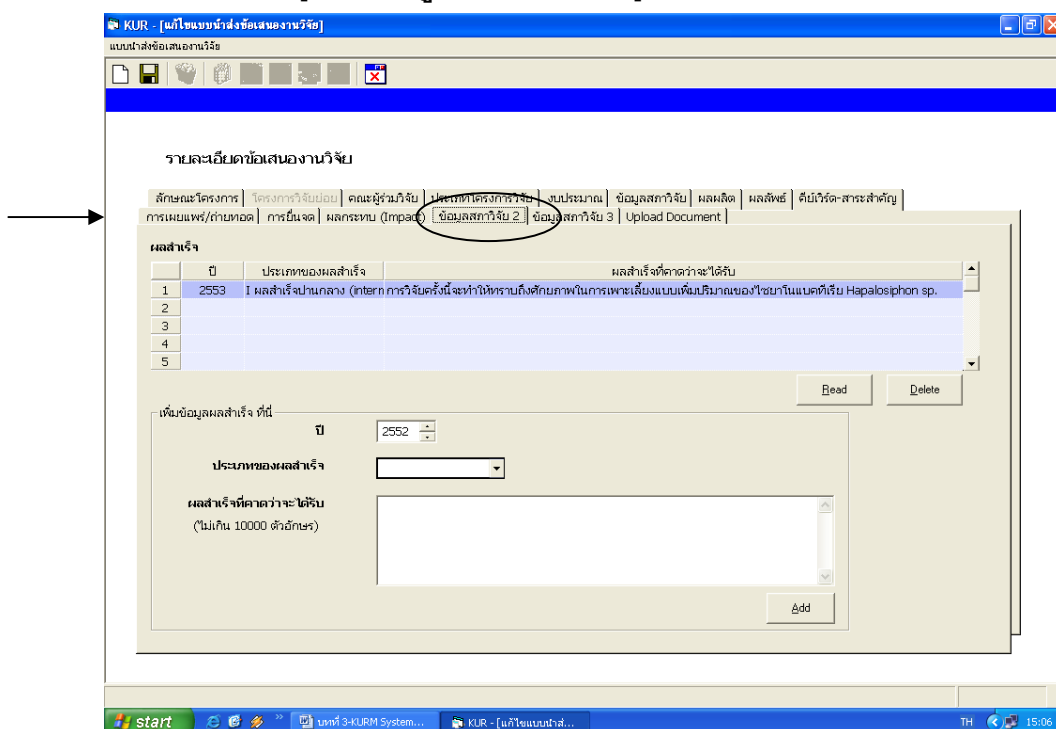 KUR - [แก้ไขแบบนำส่งข้อเสนองานวิจัย]
แบบนำส่งข้อเสนองานวิจัย
รายละเอียดข้อเสนองานวิจัย
ลักษณะโครงการ โครงการวิจัยย่อย คณะผู้ร่วมวิจัย ประเภทโครงการวิจัย งบประมาณ ข้อมูลสภาวิจัย ผลผลิต ผลลัพธ์ คีย์เวิร์ด-สาระสำคัญ
การเผยแพร่/ถ่ายทอด การยื่นจด ผลกระทบ (Impact) ข้อมูลสภาวิจัย 2 ข้อมูลสภาวิจัย 3 Upload Document
ผลสำเร็จ
ปี ประเภทของผลสำเร็จ ผลสำเร็จที่คาดว่าจะได้รับ
1 2553 I ผลสำเร็จปานกลาง (intern การวิจัยครั้งนี้จะทำให้ทราบถึงศักยภาพในการเพาะเลี้ยงแบบเพิ่มปริมาณของไซยาโนแบคทีเรีย Hapalosiphon sp.
2
3
4
5
Read Delete
เพิ่มข้อมูลผลสำเร็จ ที่นี่
ปี 2552
ประเภทของผลสำเร็จ
ผลสำเร็จที่คาดว่าจะได้รับ
(ไม่เกิน 10000 ตัวอักษร)
Add
start บทที่ 3-KURM System... KUR - [แก้ไขแบบนำส่... TH 15:06